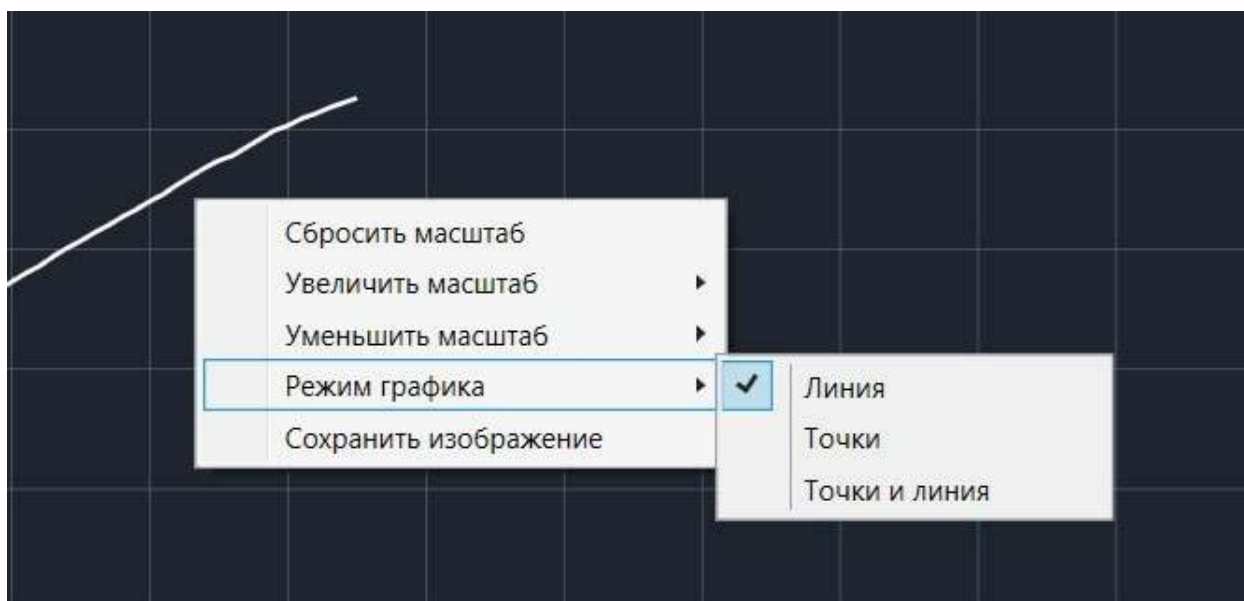 Сбросить масштаб
Увеличить масштаб
Уменьшить масштаб
Режим графика
Сохранить изображение
Линия
Точки
Точки и линия